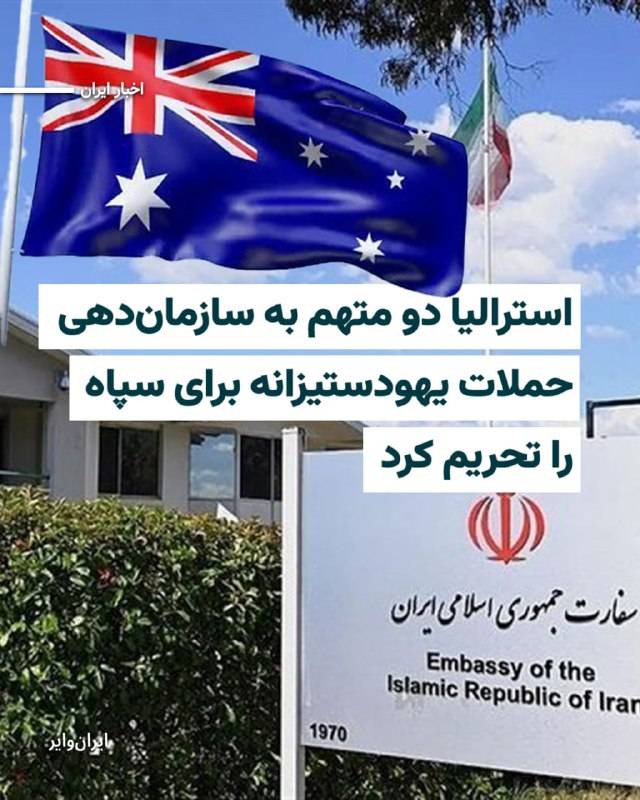 اخبار ایران
استرالیا دو متهم به سازمان‌دهی
حملات یهودستیزانه برای سپاه
را تحریم کرد
سفارت جمهوری اسلامی ایران
Embassy of the
Islamic Republic of Iran
1970
ایران‌وایر